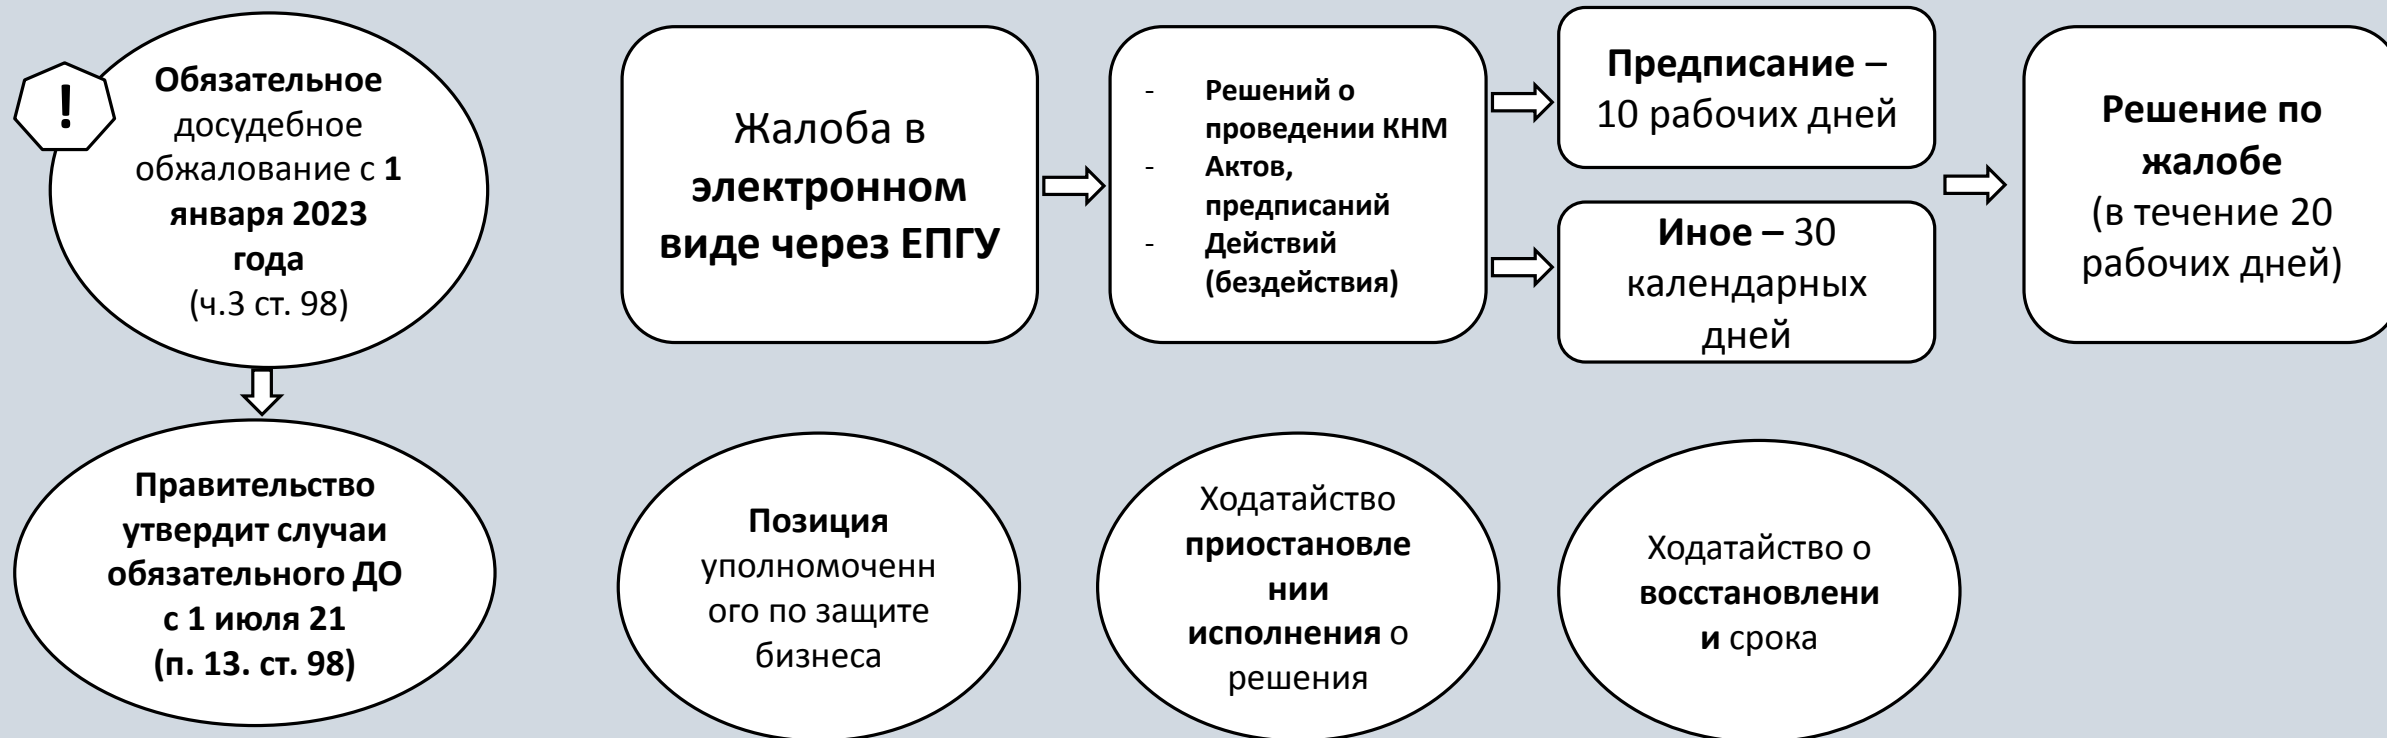 !
Обязательное
досудебное
обжалование с 1
января 2023
года
(ч.3 ст. 98)
Жалоба в
электронном
виде через ЕПГУ
- Решений о
проведении КНМ
- Актов,
предписаний
- Действий
(бездействия)
Предписание –
10 рабочих дней
Иное – 30
календарных
дней
Решение по
жалобе
(в течение 20
рабочих дней)
Правительство
утвердит случаи
обязательного ДО
с 1 июля 21
(п. 13. ст. 98)
Позиция
уполномоченн
ого по защите
бизнеса
Ходатайство
приостановле
нии
исполнения о
решения
Ходатайство о
восстановлени
и срока